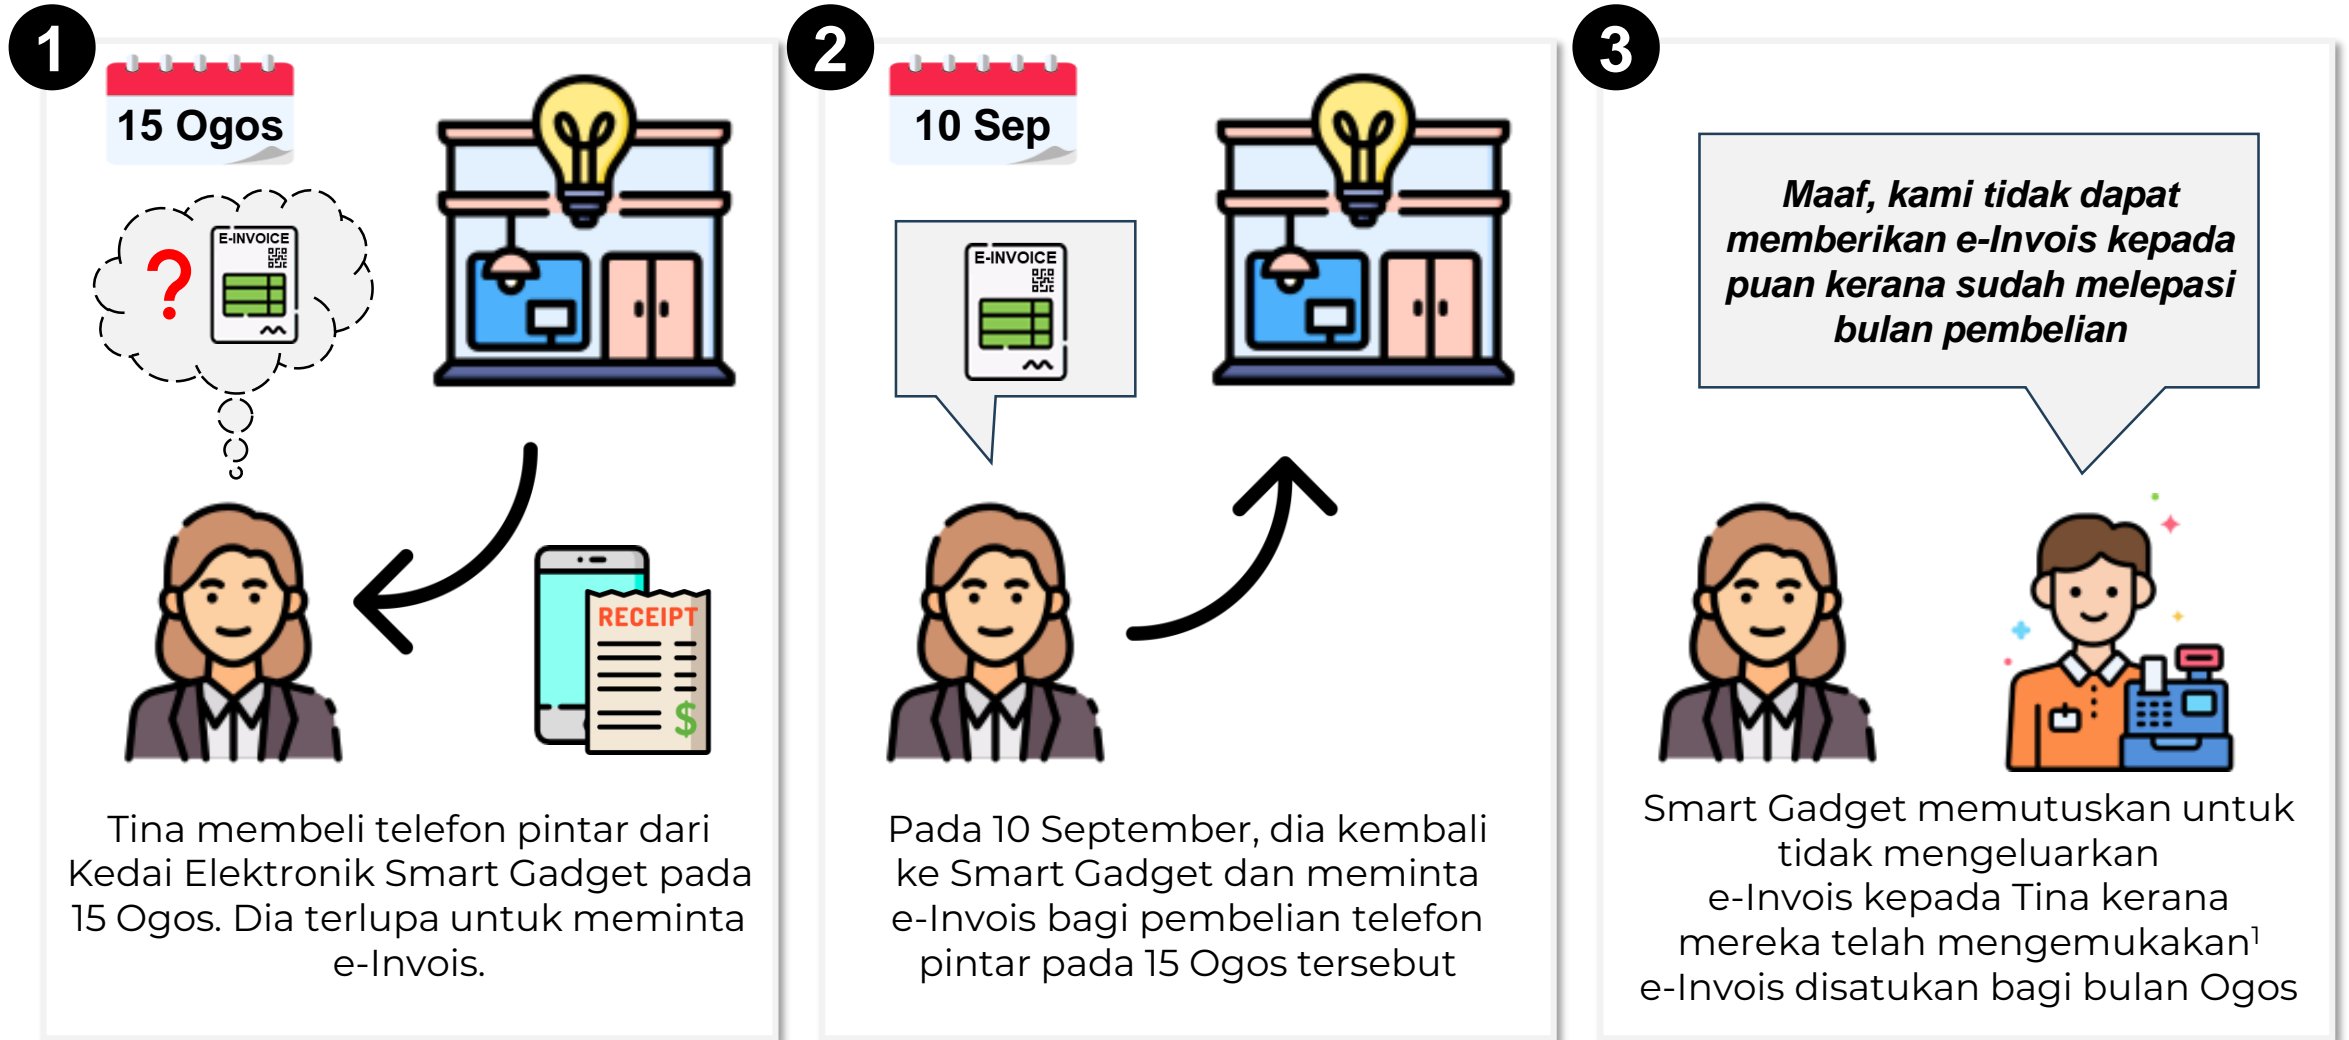 1
15 Ogos
E-INVOICE
?
RECEIPT
$
Tina membeli telefon pintar dari
Kedai Elektronik Smart Gadget pada
15 Ogos. Dia terlupa untuk meminta
e-Invois.
2
10 Sep
E-INVOICE
Pada 10 September, dia kembali
ke Smart Gadget dan meminta
e-Invois bagi pembelian telefon
pintar pada 15 Ogos tersebut
3
Maaf, kami tidak dapat
memberikan e-Invois kepada
puan kerana sudah melepasi
bulan pembelian
Smart Gadget memutuskan untuk
tidak mengeluarkan
e-Invois kepada Tina kerana
mereka telah mengemukakan¹
e-Invois disatukan bagi bulan Ogos